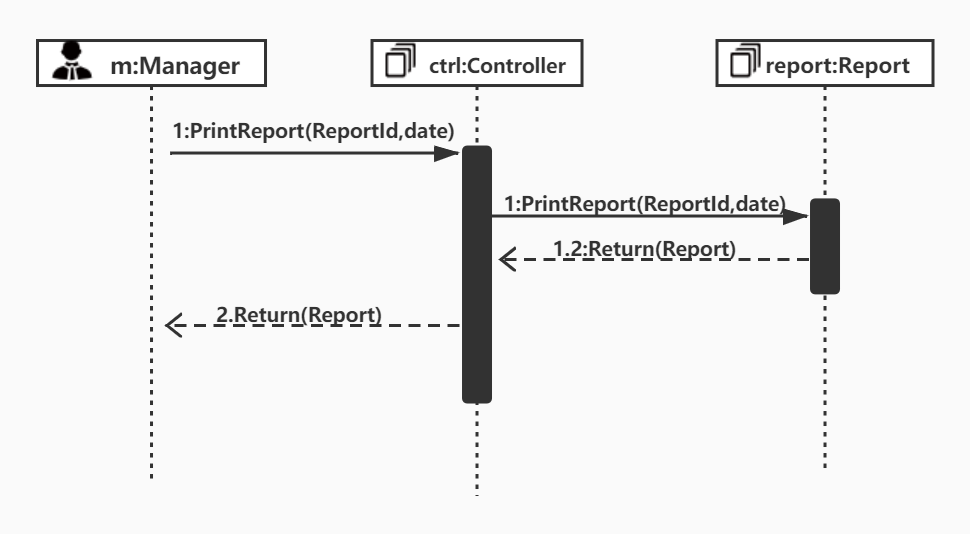 m:Manager
ctrl:Controller
report:Report
1:PrintReport(ReportId,date)
1:PrintReport(ReportId,date)
1.2:Return(Report)
2.Return(Report)